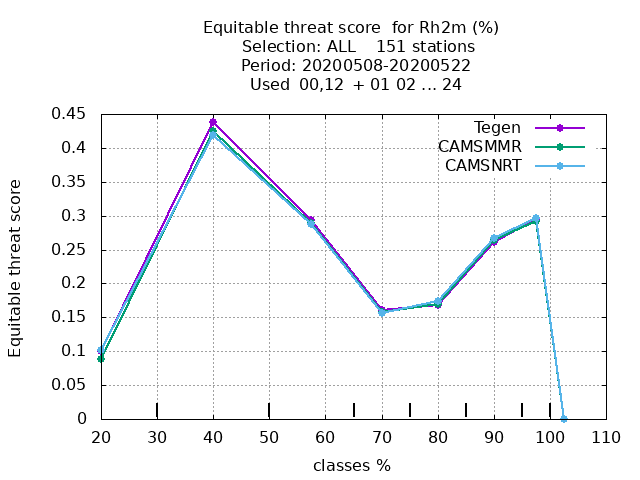 Equitable threat score  for Rh2m (%)
Selection: ALL    151 stations
Period: 20200508-20200522
Used  00,12  + 01 02 ... 24
Tegen
CAMSMMR
CAMSNRT
Equitable threat score
0.45
0.4
0.35
0.3
0.25
0.2
0.15
0.1
0.05
0
20 30 40 50 60 70 80 90 100 110
classes %